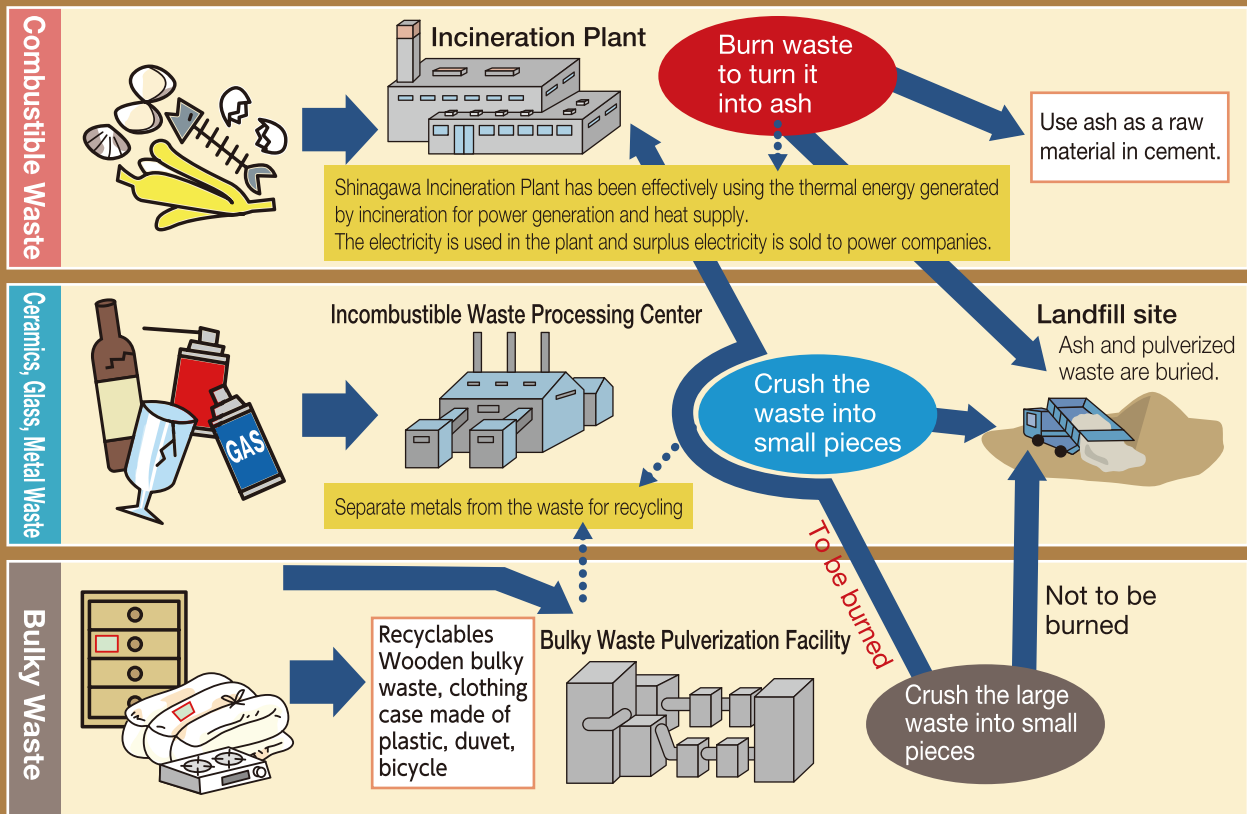 Combustible Waste
Incineration Plant
Burn waste
to turn it
into ash
Use ash as a raw
material in cement.
Shinagawa Incineration Plant has been effectively using the thermal energy generated
by incineration for power generation and heat supply.
The electricity is used in the plant and surplus electricity is sold to power companies.
Ceramics, Glass, Metal Waste
GAS
Incombustible Waste Processing Center
Crush the
waste into
small pieces
Landfill site
Ash and pulverized
waste are buried.
Separate metals from the waste for recycling
To be burned
Bulky Waste
Recyclables
Wooden bulky
waste, clothing
case made of
plastic, duvet,
bicycle
Bulky Waste Pulverization Facility
Not to be
burned
Crush the large
waste into small
pieces